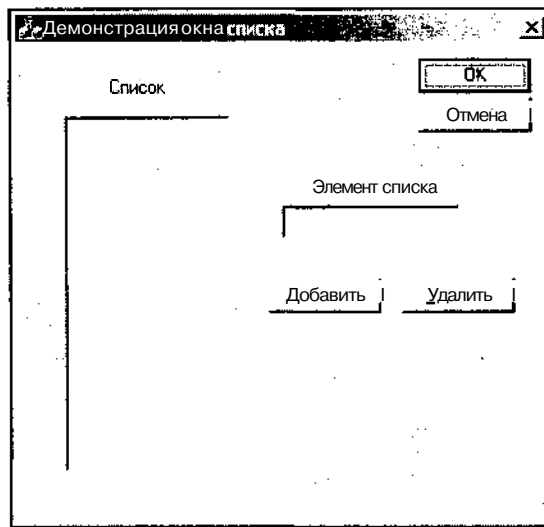 Демонстрация окна списка
Список
OK
Отмена
Элемент списка
Добавить
Удалить